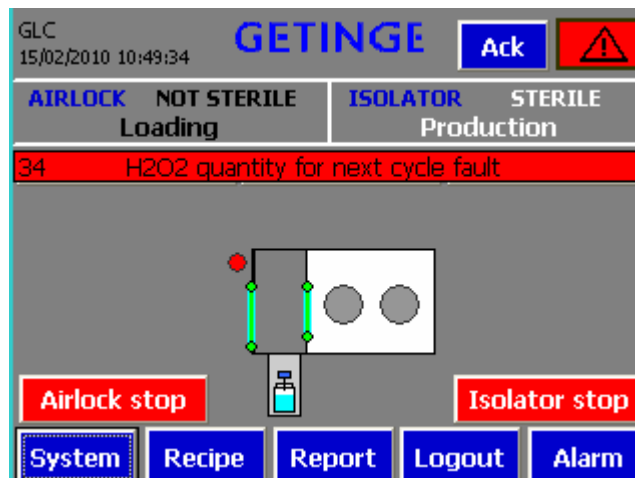 GLC
15/02/2010 10:49:34
GETINGE
Ack
AIRLOCK NOT STERILE
Loading
ISOLATOR STERILE
Production
34 H2O2 quantity for next cycle fault
Airlock stop
Isolator stop
System
Recipe
Report
Logout
Alarm